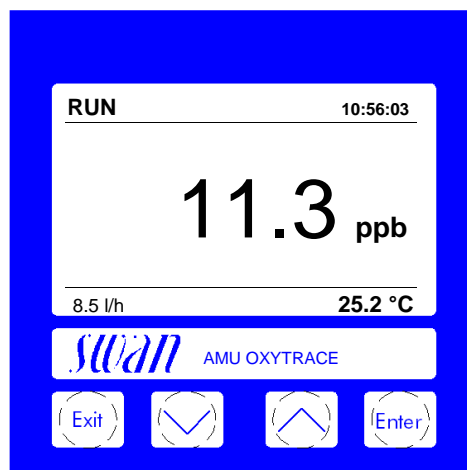 RUN 10:56:03
11.3 ppb
8.5 l/h 25.2 °C
swan AMU OXYTRACE
Exit Enter